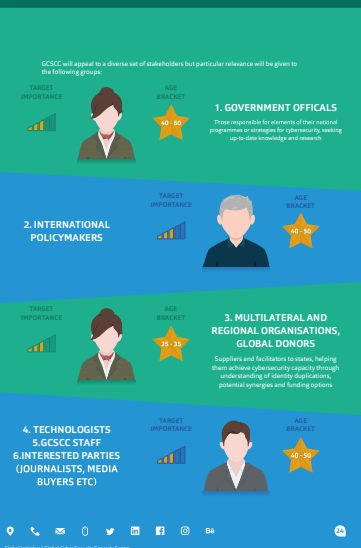 GCSCC will appeal to a diverse set of stakeholders but particular relevance will be given to
the following groups:
TARGET
IMPORTANCE
AGE
BRACKET
40 - 60
1. GOVERNMENT OFFICALS
Those responsible for elements of their national
programmes or strategies for cybersecurity, seeking
up-to-date knowledge and research
2. INTERNATIONAL
POLICYMAKERS
TARGET
IMPORTANCE
AGE
BRACKET
40 - 50
TARGET
IMPORTANCE
AGE
BRACKET
25 - 35
3. MULTILATERAL AND
REGIONAL ORGANISATIONS,
GLOBAL DONORS
Suppliers and facilitators to states, helping
them achieve cybersecurity capacity through
understanding of identity duplications,
potential synergies and funding options
4. TECHNOLOGISTS
5.GCSCC STAFF
6.INTERESTED PARTIES
(JOURNALISTS, MEDIA
BUYERS ETC)
TARGET
IMPORTANCE
AGE
BRACKET
40 - 50
Bē
24